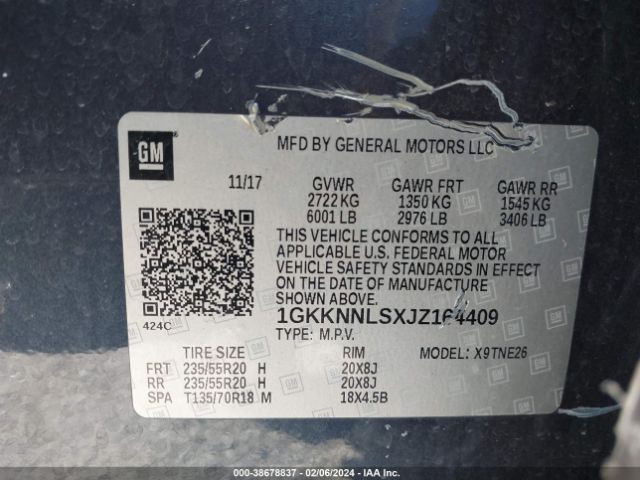 GM
MFD BY GENERAL MOTORS LLC
11/17 GVWR GAWR FRT GAWR RR
2722 KG 1350 KG 1545 KG
6001 LB 2976 LB 3406 LB
THIS VEHICLE CONFORMS TO ALL
APPLICABLE U.S. FEDERAL MOTOR
VEHICLE SAFETY STANDARDS IN EFFECT
ON THE DATE OF MANUFACTURE
SHOWN ABOVE.
424C
1GKKNNLSXJZ164409
TYPE: M.P.V.
TIRE SIZE RIM MODEL: X9TNE26
FRT 235/55R20 H 20X8J
RR 235/55R20 H 20X8J
SPA T135/70R18 M 18X4.5B
000-38678837 - 02/06/2024 - IAA Inc.